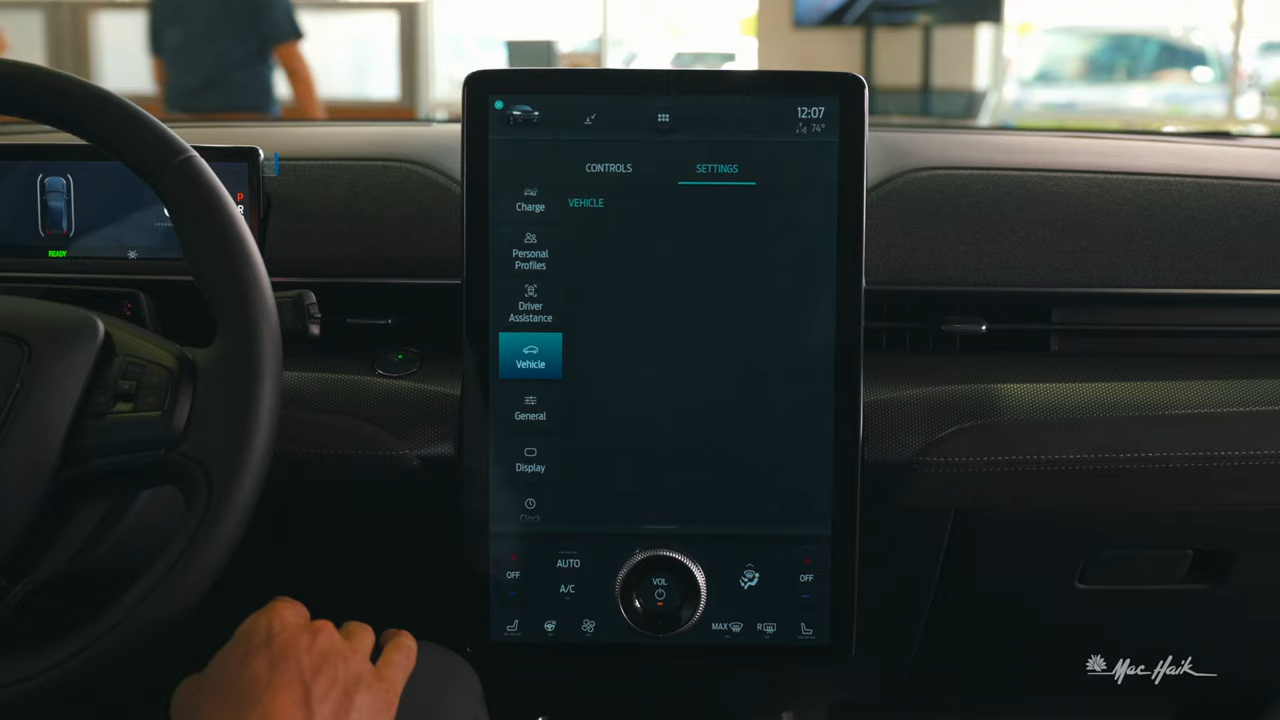 12:07
74°
CONTROLS
SETTINGS
Charge
VEHICLE
Personal
Profiles
Driver
Assistance
Vehicle
General
Display
Clock
READY
P
R
AUTO
OFF
A/C
VOL
OFF
MAX
R
Mac Haik